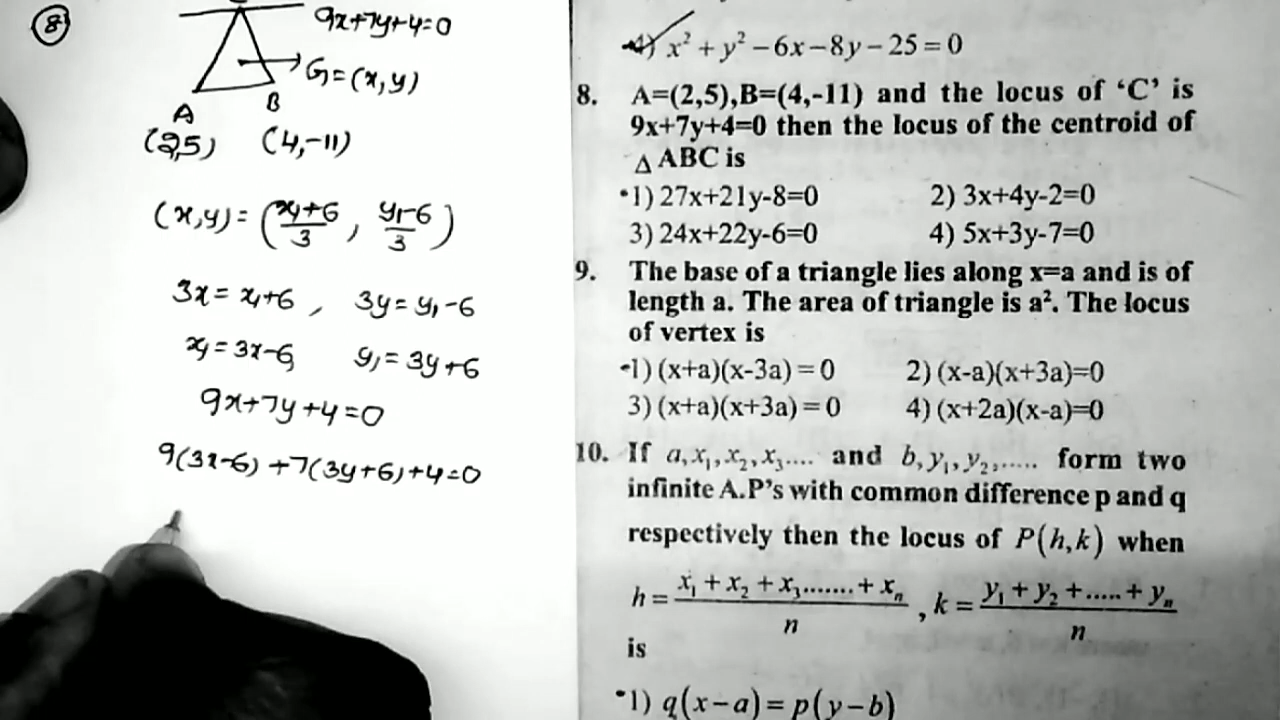 8
9x+7y+4=0
G=(x,y)
A
B
(2,5) (4,-11)
(x,y)=(x₁+6/3, y₁-6/3)
3x=x₁+6, 3y=y₁-6
x₁=3x-6 y₁=3y+6
9x+7y+4=0
9(3x-6)+7(3y+6)+4=0
4) x²+y²−6x−8y−25=0
8. A=(2,5),B=(4,-11) and the locus of ‘C’ is
9x+7y+4=0 then the locus of the centroid of
△ ABC is
1) 27x+21y-8=0 2) 3x+4y-2=0
3) 24x+22y-6=0 4) 5x+3y-7=0
9. The base of a triangle lies along x=a and is of
length a. The area of triangle is a². The locus
of vertex is
1) (x+a)(x-3a)=0 2) (x-a)(x+3a)=0
3) (x+a)(x+3a)=0 4) (x+2a)(x-a)=0
10. If a,x₁,x₂,x₃.... and b,y₁,y₂,..... form two
infinite A.P's with common difference p and q
respectively then the locus of P(h,k) when
h = x₁+x₂+x₃.......+xₙ/n, k = y₁+y₂+.....+yₙ/n
is
1) q(x−a)=p(y−b)